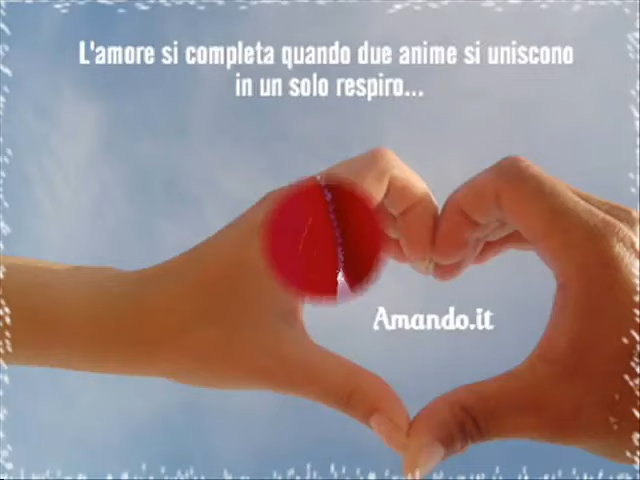 L'amore si completa quando due anime si uniscono
in un solo respiro...
Amando.it